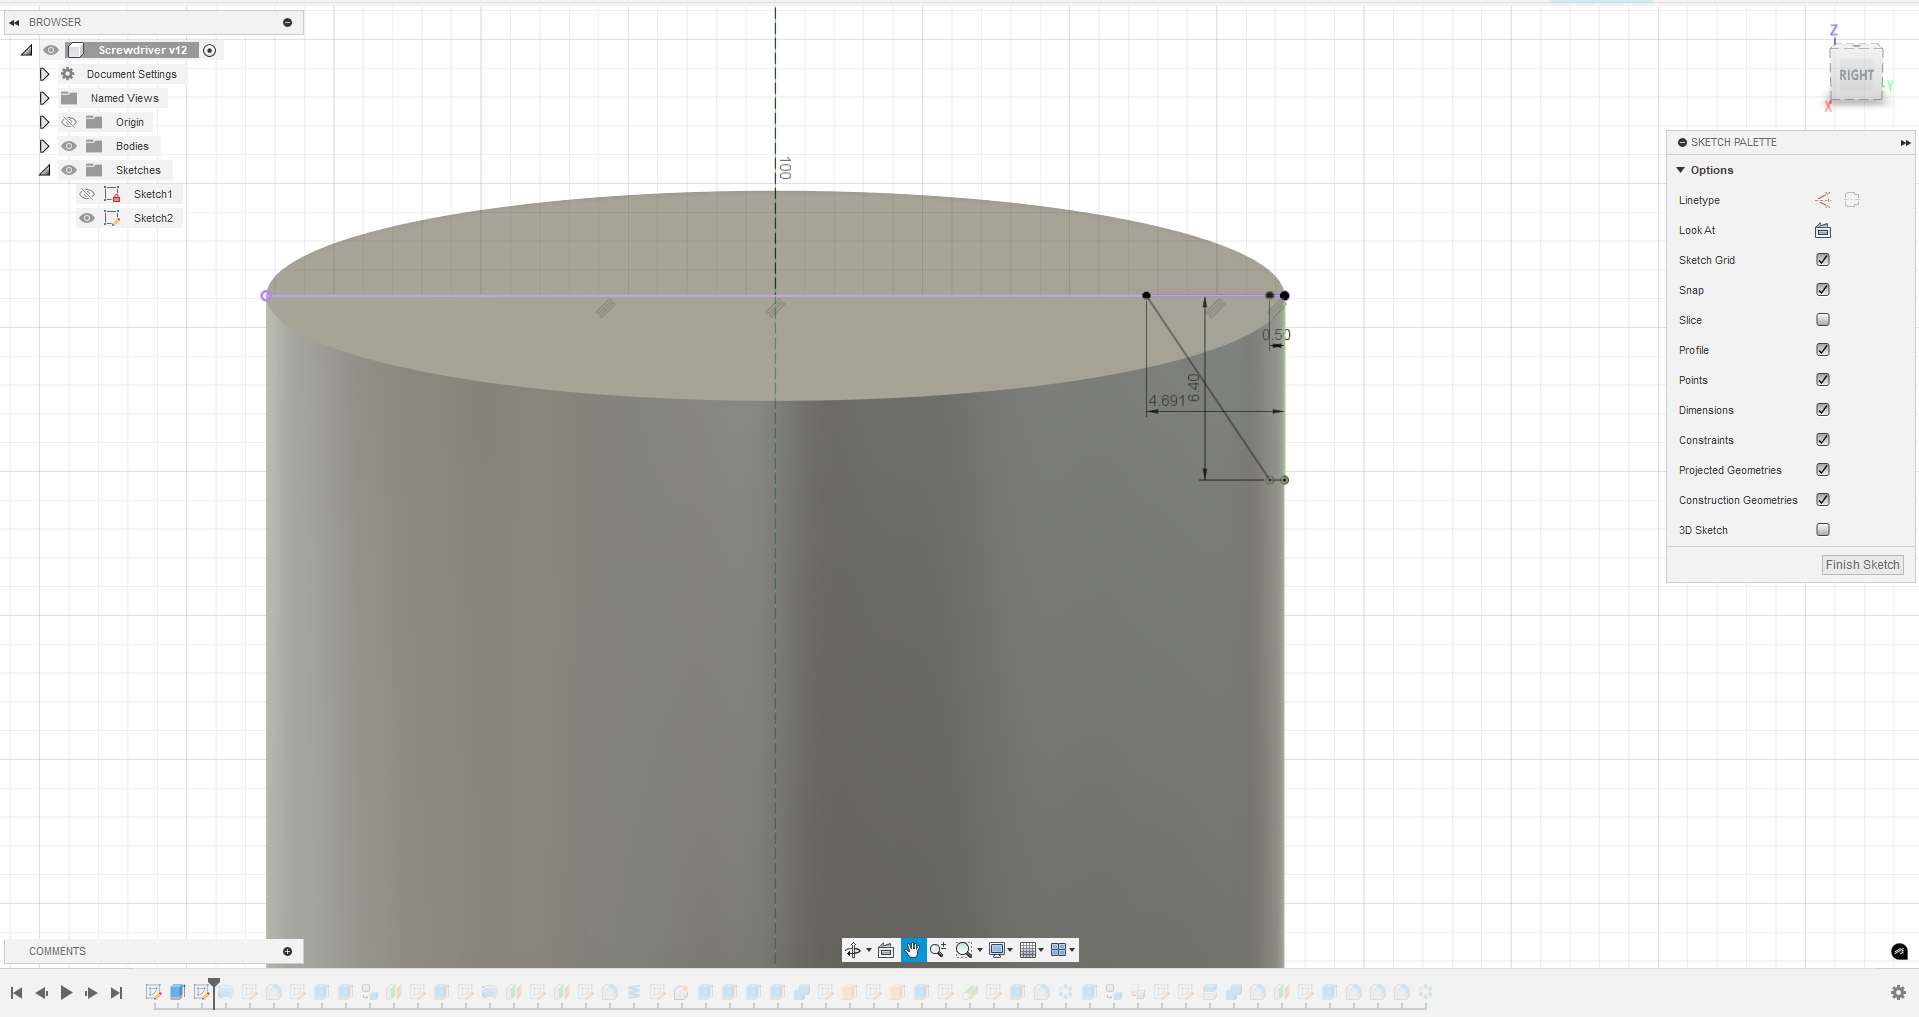 BROWSER
Screwdriver v12
Document Settings
Named Views
Origin
Bodies
Sketches
Sketch1
Sketch2
100
0.50
6.40
4.691
Z
RIGHT
Y
X
SKETCH PALETTE
Options
Linetype
Look At
Sketch Grid
Snap
Slice
Profile
Points
Dimensions
Constraints
Projected Geometries
Construction Geometries
3D Sketch
Finish Sketch
COMMENTS